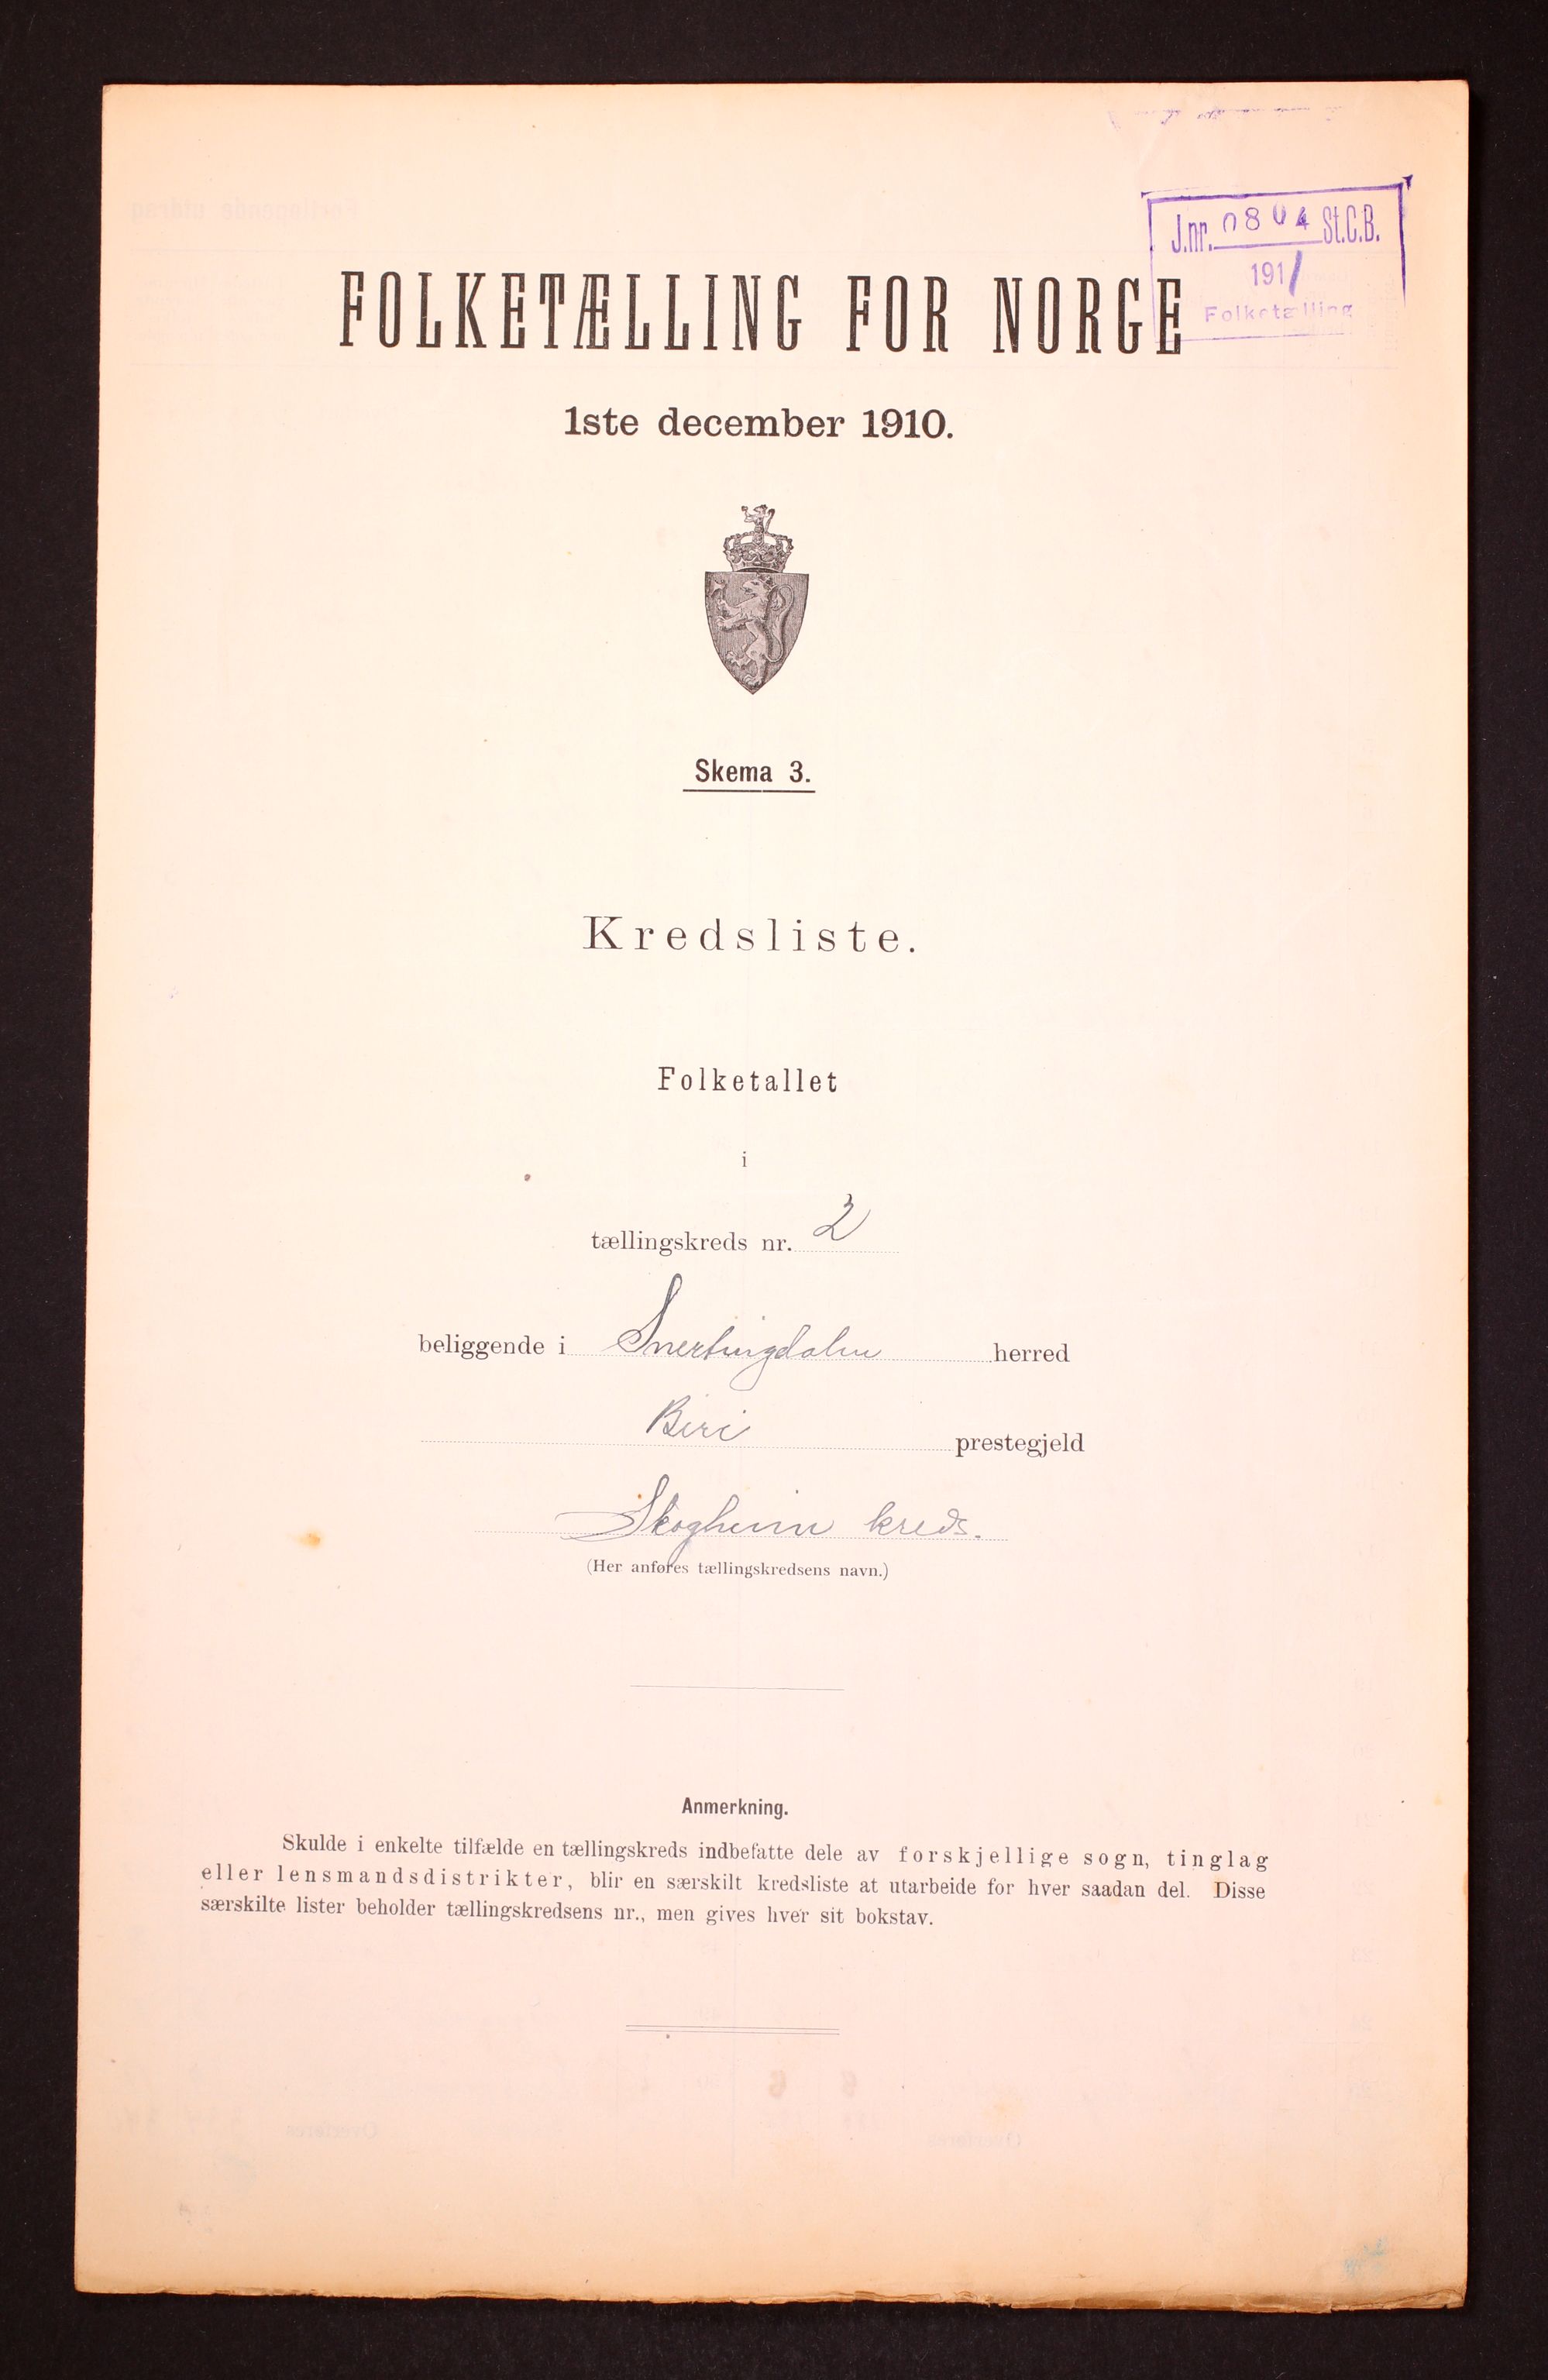 J.nr. 0804 St.C.B.
1911
Folketælling
FOLKETÆLLING FOR NORGE
1ste december 1910.
Skema 3.
Kredsliste.
Folketallet
i
tællingskreds nr. 2
beliggende i Snertingdalen herred
Biri prestegjeld
Skogheim kreds.
(Her anføres tællingskredsens navn.)
Anmerkning.
Skulde i enkelte tilfælde en tællingskreds indbefatte dele av forskjellige sogn, tinglag
eller lensmandsdistrikter, blir en særskilt kredsliste at utarbeide for hver saadan del. Disse
særskilte lister beholder tællingskredsens nr., men gives hver sit bokstav.